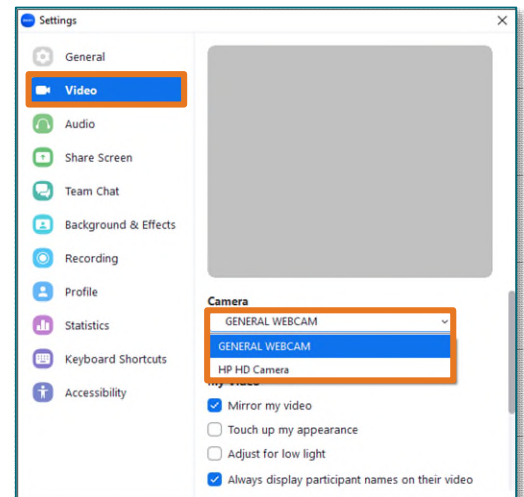 Settings
General
Video
Audio
Share Screen
Team Chat
Background & Effects
Recording
Profile
Statistics
Keyboard Shortcuts
Accessibility
Camera
GENERAL WEBCAM
GENERAL WEBCAM
HP HD Camera
My Video
Mirror my video
Touch up my appearance
Adjust for low light
Always display participant names on their video